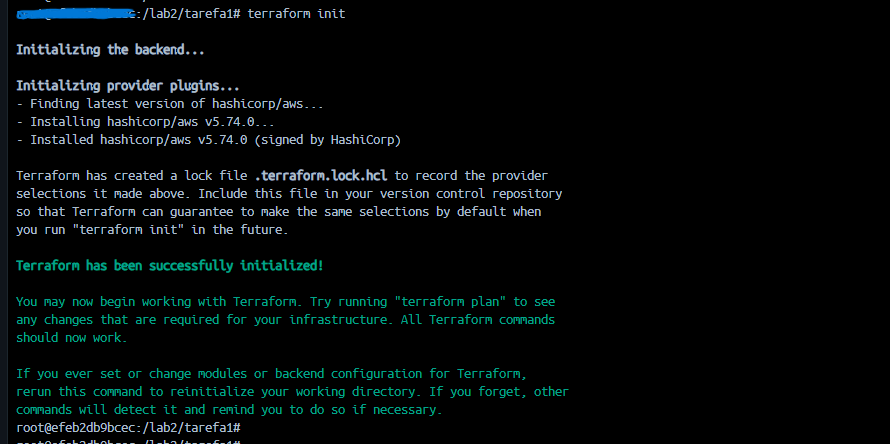 :/lab2/tarefa1# terraform init
Initializing the backend...
Initializing provider plugins...
- Finding latest version of hashicorp/aws...
- Installing hashicorp/aws v5.74.0...
- Installed hashicorp/aws v5.74.0 (signed by HashiCorp)
Terraform has created a lock file .terraform.lock.hcl to record the provider
selections it made above. Include this file in your version control repository
so that Terraform can guarantee to make the same selections by default when
you run "terraform init" in the future.
Terraform has been successfully initialized!
You may now begin working with Terraform. Try running "terraform plan" to see
any changes that are required for your infrastructure. All Terraform commands
should now work.
If you ever set or change modules or backend configuration for Terraform,
rerun this command to reinitialize your working directory. If you forget, other
commands will detect it and remind you to do so if necessary.
root@efeb2db9bcec:/lab2/tarefa1#